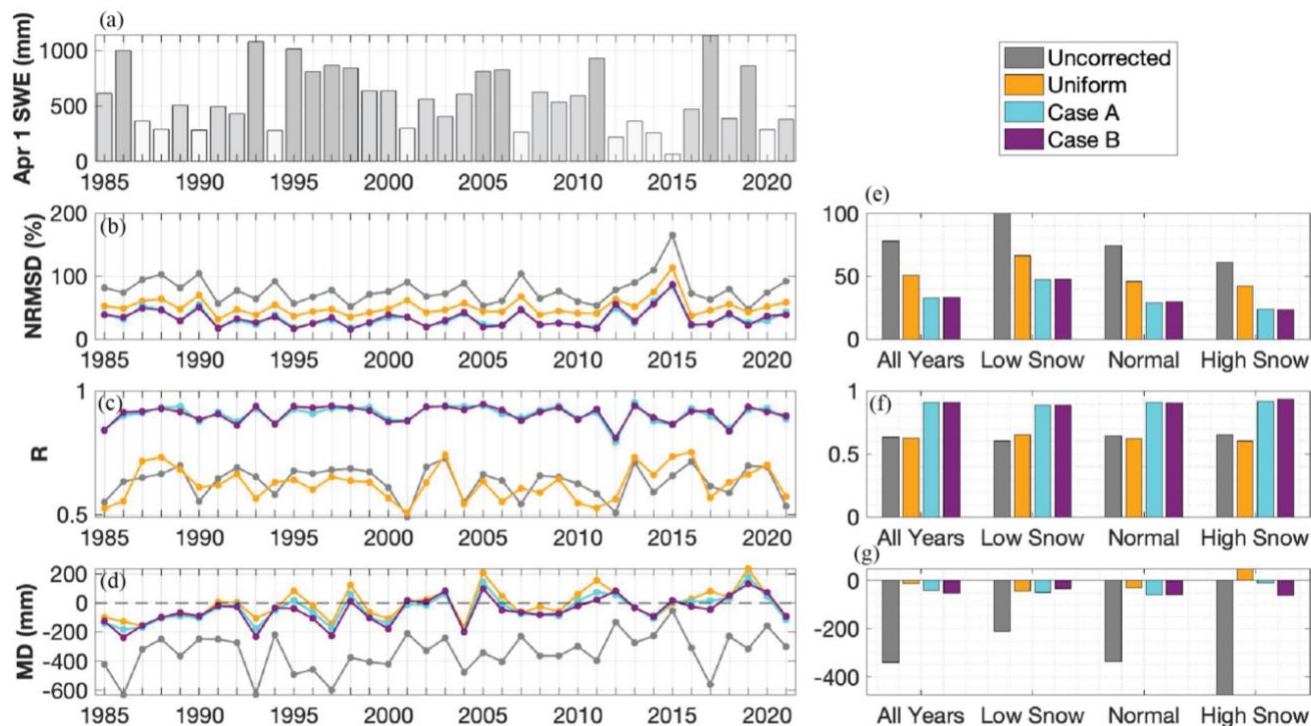 (a)
Apr 1 SWE (mm)
1000
500
0
1985 1990 1995 2000 2005 2010 2015 2020
Uncorrected
Uniform
Case A
Case B
(b)
NRMSD (%)
200
100
0
1985 1990 1995 2000 2005 2010 2015 2020
(e)
100
50
0
All Years Low Snow Normal High Snow
(c)
R
1
0.5
1985 1990 1995 2000 2005 2010 2015 2020
(f)
1
0.5
0
All Years Low Snow Normal High Snow
(d)
MD (mm)
200
0
-200
-400
-600
1985 1990 1995 2000 2005 2010 2015 2020
(g)
0
-200
-400
All Years Low Snow Normal High Snow